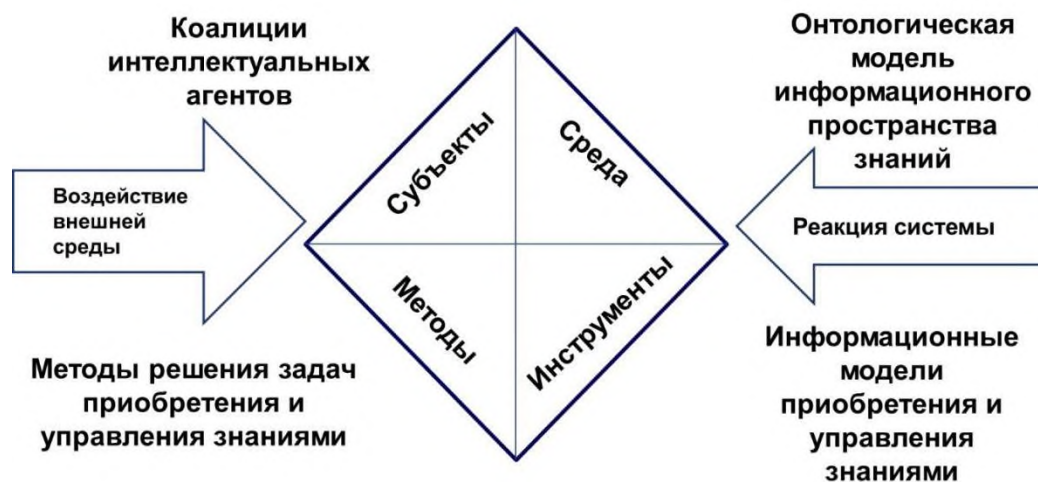 Коалиции
интеллектуальных
агентов
Онтологическая
модель
информационного
пространства
знаний
Субъекты
Среда
Воздействие
внешней
среды
Реакция системы
Методы
Инструменты
Методы решения задач
приобретения и
управления знаниями
Информационные
модели
приобретения и
управления
знаниями